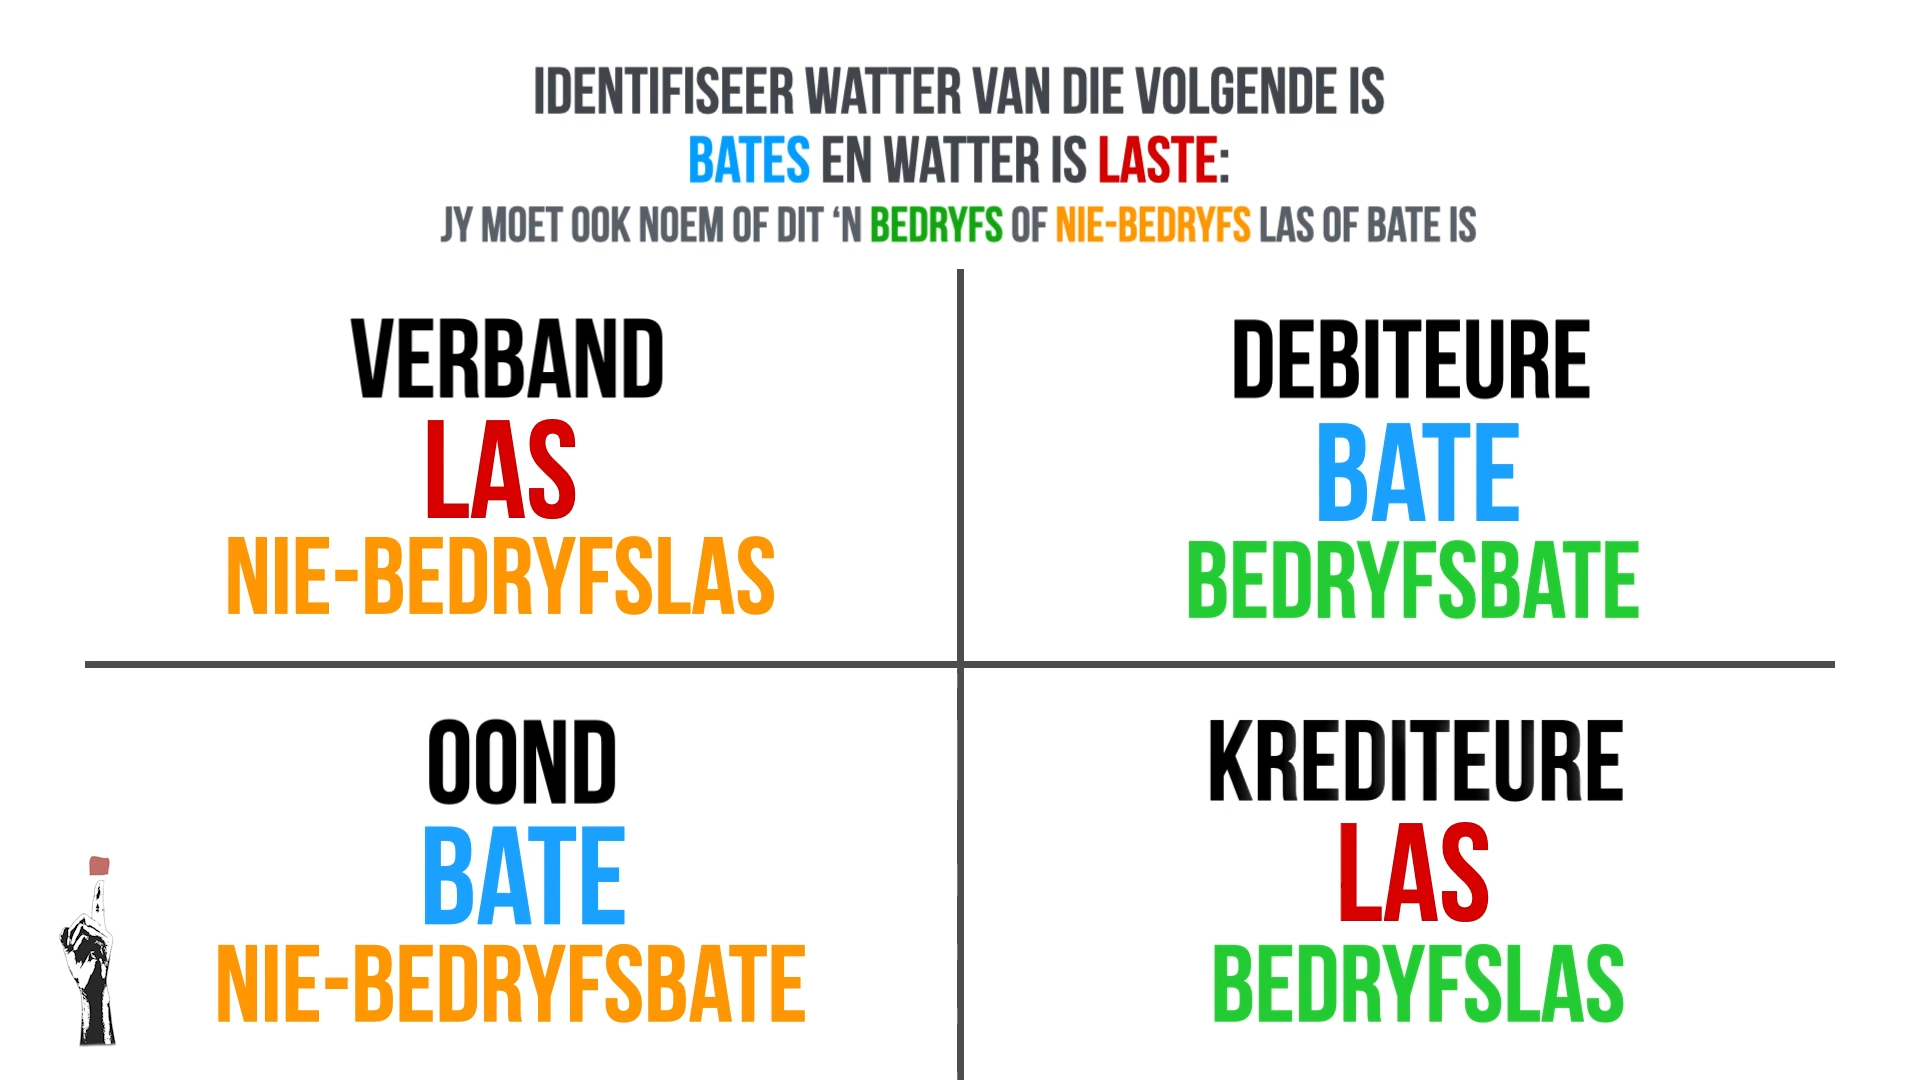 IDENTIFISEER WATTER VAN DIE VOLGENDE IS
BATES EN WATTER IS LASTE:
JY MOET OOK NOEM OF DIT ‘N BEDRYFS OF NIE-BEDRYFS LAS OF BATE IS
VERBAND
LAS
NIE-BEDRYFSLAS
DEBITEURE
BATE
BEDRYFSBATE
OOND
BATE
NIE-BEDRYFSBATE
KREDITEURE
LAS
BEDRYFSLAS